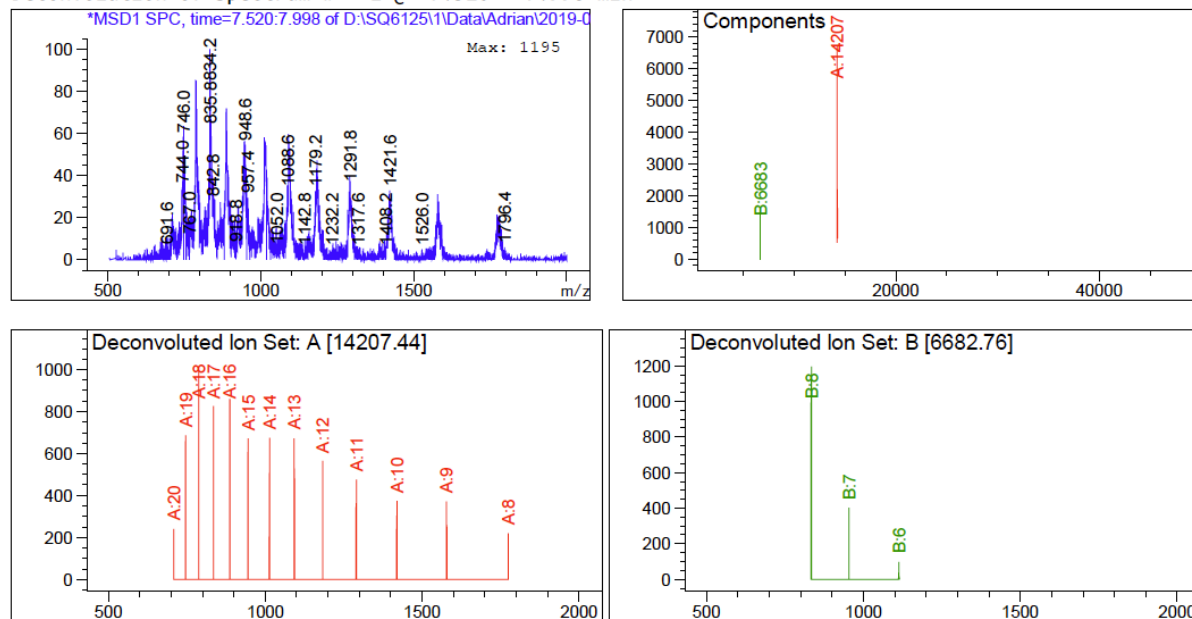 *MSD1 SPC, time=7.520:7.998 of D:\SQ6125\1\Data\Adrian\2019-0
Max: 1195
100
80
60
40
20
0
691.6
744.0
746.0
767.0
835.8
834.2
842.8
918.8
948.6
957.4
1052.0
1088.6
1142.8
1179.2
1232.2
1291.8
1317.6
1408.2
1421.6
1526.0
1796.4
500
1000
1500
m/z
Components
7000
6000
5000
4000
3000
2000
1000
0
B:6683
A:14207
20000
40000
Deconvoluted Ion Set: A [14207.44]
1000
800
600
400
200
0
A:20
A:19
A:18
A:17
A:16
A:15
A:14
A:13
A:12
A:11
A:10
A:9
A:8
500
1000
1500
2000
Deconvoluted Ion Set: B [6682.76]
1200
1000
800
600
400
200
0
B:8
B:7
B:6
500
1000
1500
200